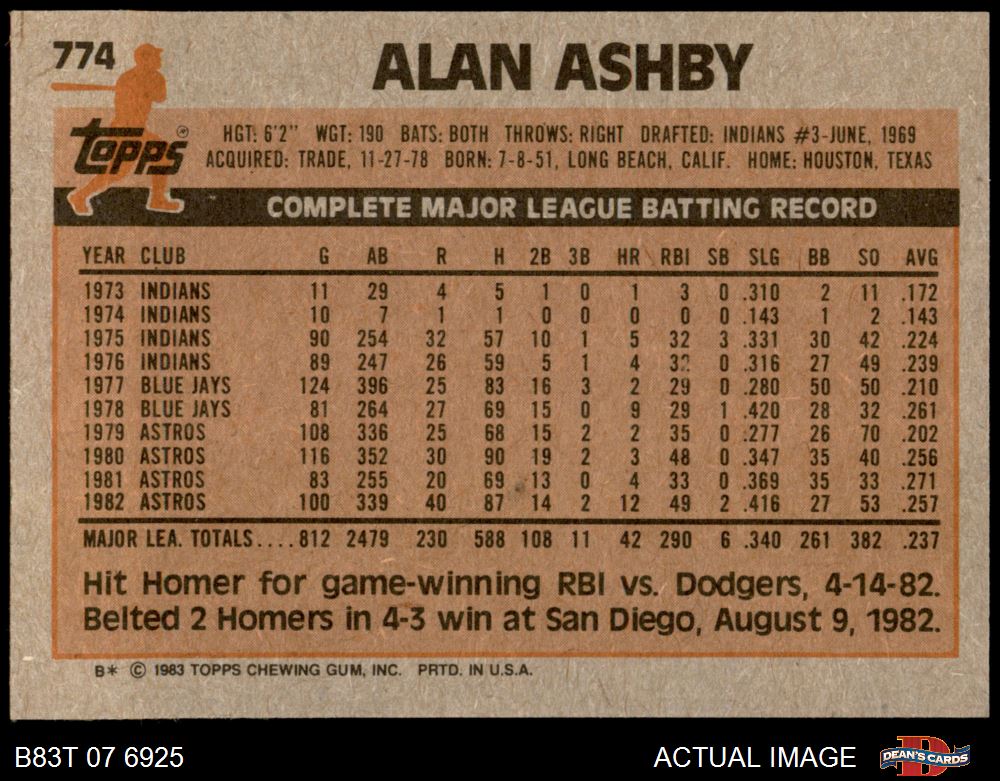 774
ALAN ASHBY
topps ®
HGT: 6'2" WGT: 190 BATS: BOTH THROWS: RIGHT DRAFTED: INDIANS #3-JUNE, 1969
ACQUIRED: TRADE, 11-27-78 BORN: 7-8-51, LONG BEACH, CALIF. HOME: HOUSTON, TEXAS
COMPLETE MAJOR LEAGUE BATTING RECORD
YEAR CLUB G AB R H 2B 3B HR RBI SB SLG BB SO AVG
1973 INDIANS 11 29 4 5 1 0 1 3 0 .310 2 11 .172
1974 INDIANS 10 7 1 1 0 0 0 0 0 .143 1 2 .143
1975 INDIANS 90 254 32 57 10 1 5 32 3 .331 30 42 .224
1976 INDIANS 89 247 26 59 5 1 4 32 0 .316 27 49 .239
1977 BLUE JAYS 124 396 25 83 16 3 2 29 0 .280 50 50 .210
1978 BLUE JAYS 81 264 27 69 15 0 9 29 1 .420 28 32 .261
1979 ASTROS 108 336 25 68 15 2 2 35 0 .277 26 70 .202
1980 ASTROS 116 352 30 90 19 2 3 48 0 .347 35 40 .256
1981 ASTROS 83 255 20 69 13 0 4 33 0 .369 35 33 .271
1982 ASTROS 100 339 40 87 14 2 12 49 2 .416 27 53 .257
MAJOR LEA. TOTALS....812 2479 230 588 108 11 42 290 6 .340 261 382 .237
Hit Homer for game-winning RBI vs. Dodgers, 4-14-82.
Belted 2 Homers in 4-3 win at San Diego, August 9, 1982.
B* © 1983 TOPPS CHEWING GUM, INC. PRTD. IN U.S.A.
B83T 07 6925 ACTUAL IMAGE DEAN'S CARDS